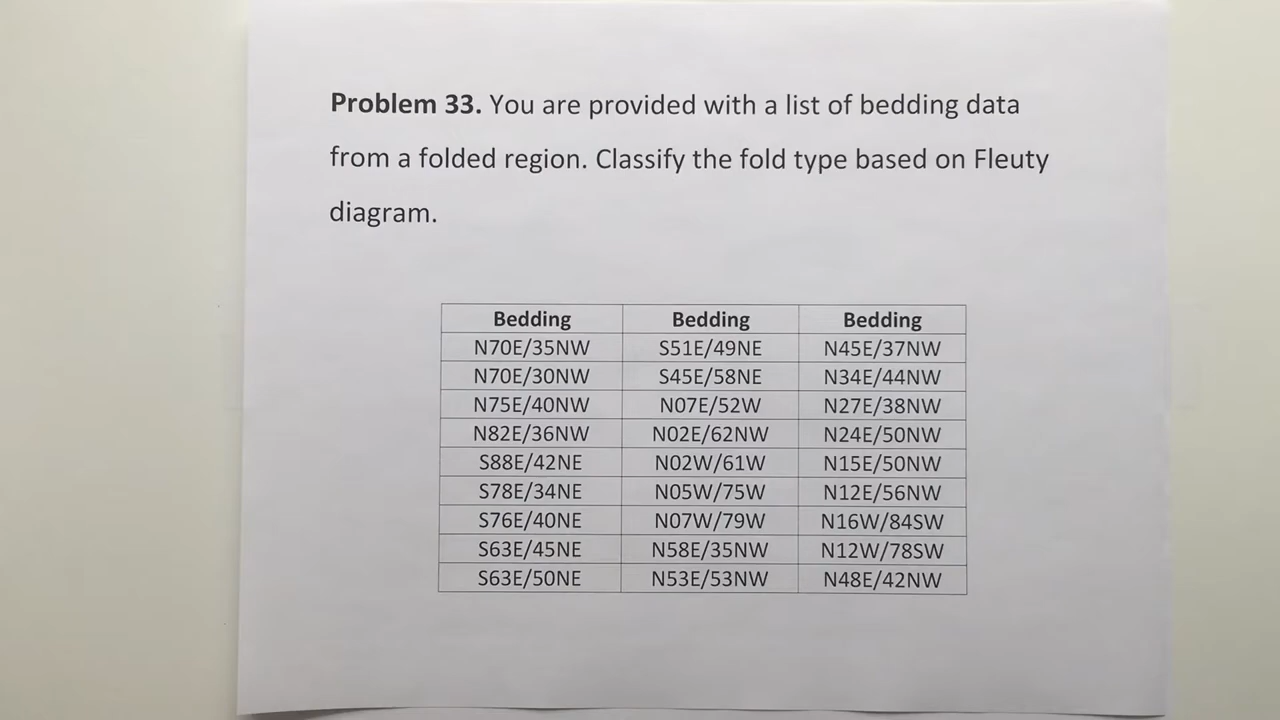 Problem 33. You are provided with a list of bedding data
from a folded region. Classify the fold type based on Fleuty
diagram.
Bedding Bedding Bedding
N70E/35NW S51E/49NE N45E/37NW
N70E/30NW S45E/58NE N34E/44NW
N75E/40NW N07E/52W N27E/38NW
N82E/36NW N02E/62NW N24E/50NW
S88E/42NE N02W/61W N15E/50NW
S78E/34NE N05W/75W N12E/56NW
S76E/40NE N07W/79W N16W/84SW
S63E/45NE N58E/35NW N12W/78SW
S63E/50NE N53E/53NW N48E/42NW